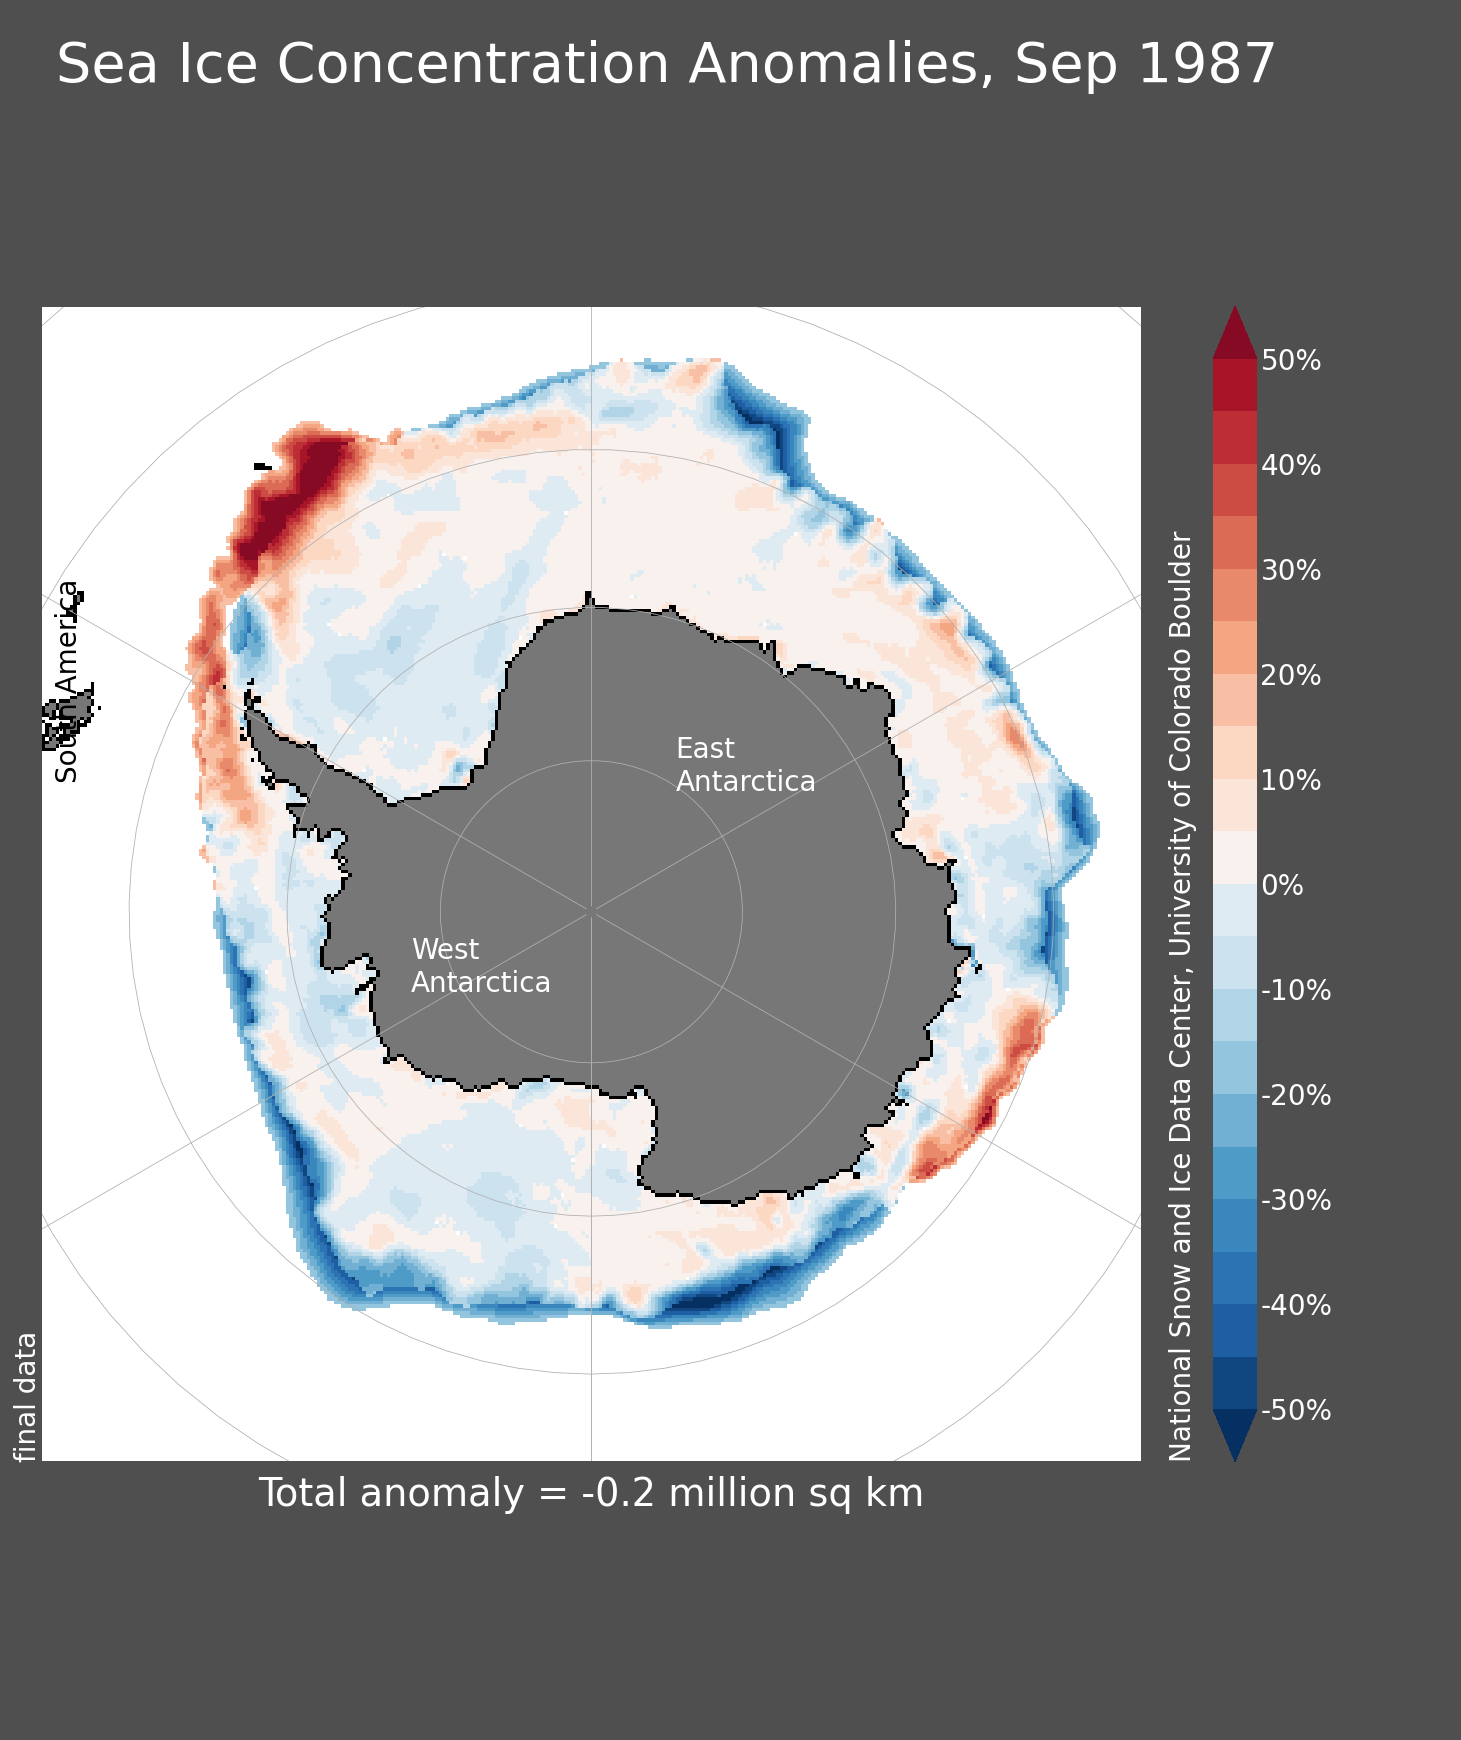 Sea Ice Concentration Anomalies, Sep 1987
South America
East
Antarctica
West
Antarctica
final data
National Snow and Ice Data Center, University of Colorado Boulder
50%
40%
30%
20%
10%
0%
-10%
-20%
-30%
-40%
-50%
Total anomaly = -0.2 million sq km